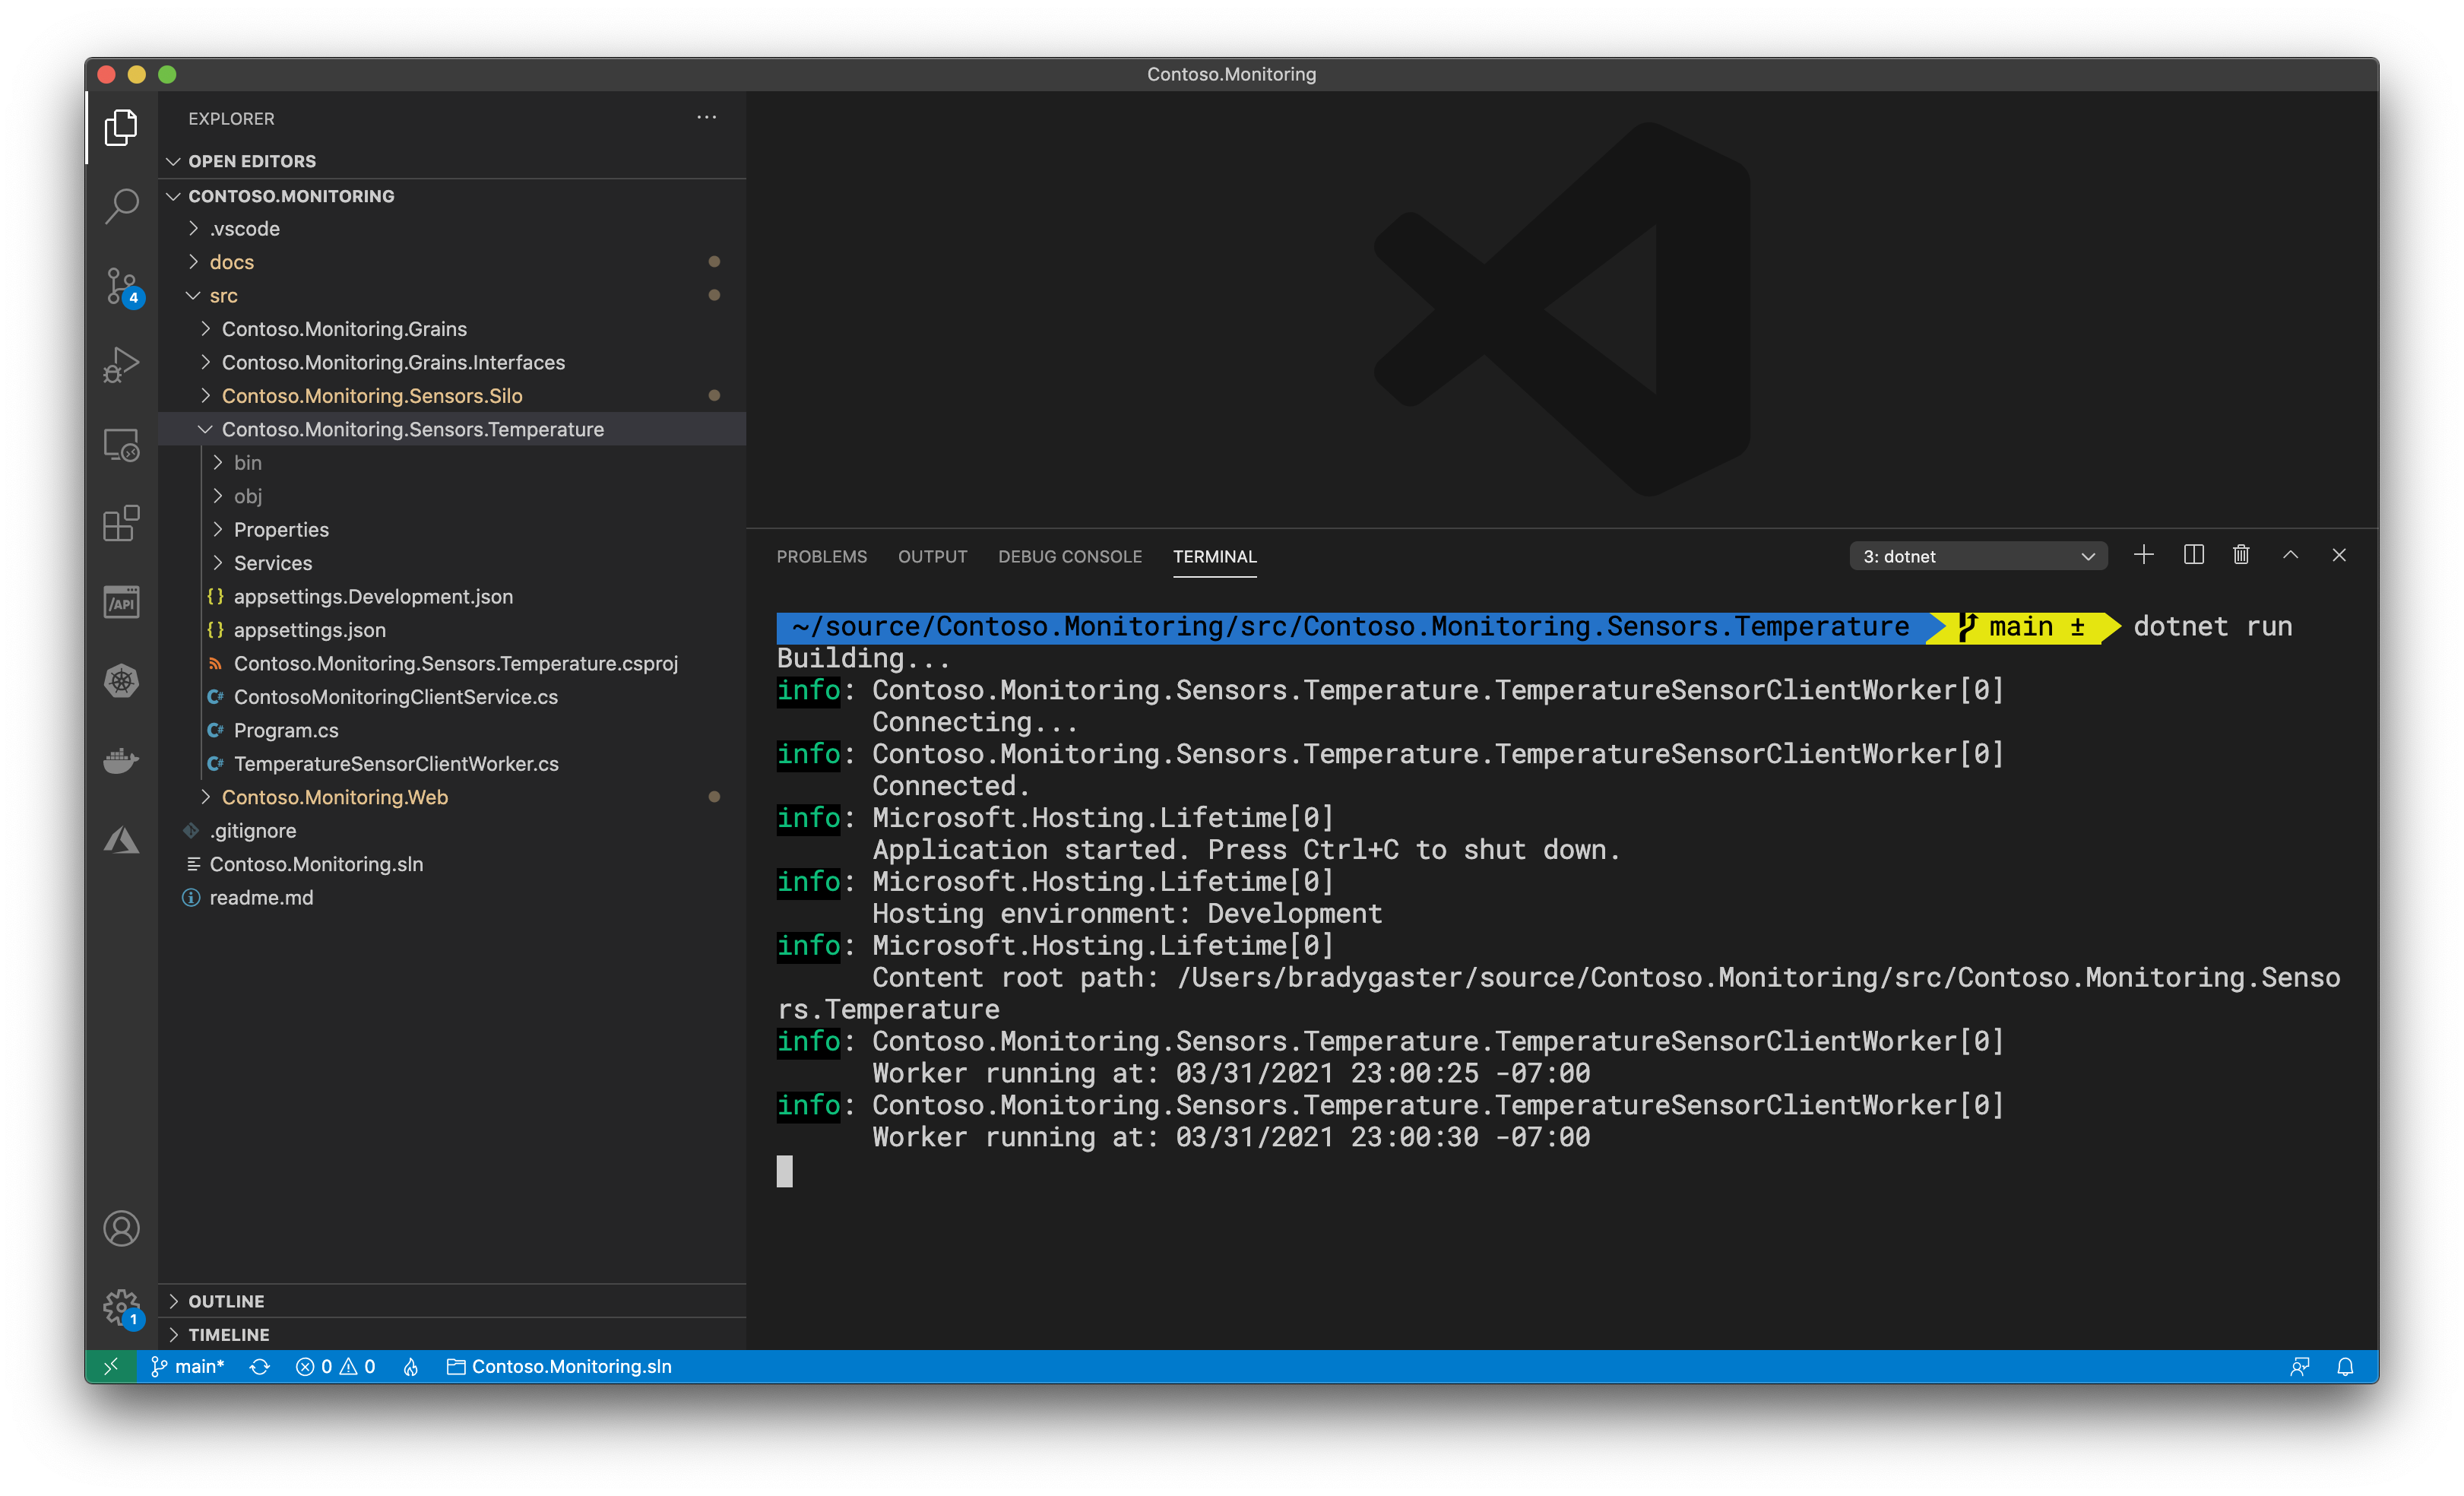 Contoso.Monitoring
EXPLORER
OPEN EDITORS
CONTOSO.MONITORING
.vscode
docs
src
4
Contoso.Monitoring.Grains
Contoso.Monitoring.Grains.Interfaces
Contoso.Monitoring.Sensors.Silo
Contoso.Monitoring.Sensors.Temperature
bin
obj
Properties
Services
{} appsettings.Development.json
{} appsettings.json
/API
Contoso.Monitoring.Sensors.Temperature.csproj
C# ContosoMonitoringClientService.cs
C# Program.cs
C# TemperatureSensorClientWorker.cs
Contoso.Monitoring.Web
.gitignore
Contoso.Monitoring.sln
readme.md
OUTLINE
1
TIMELINE
PROBLEMS OUTPUT DEBUG CONSOLE TERMINAL 3: dotnet
~/source/Contoso.Monitoring/src/Contoso.Monitoring.Sensors.Temperature main ± dotnet run
Building...
info: Contoso.Monitoring.Sensors.Temperature.TemperatureSensorClientWorker[0]
Connecting...
info: Contoso.Monitoring.Sensors.Temperature.TemperatureSensorClientWorker[0]
Connected.
info: Microsoft.Hosting.Lifetime[0]
Application started. Press Ctrl+C to shut down.
info: Microsoft.Hosting.Lifetime[0]
Hosting environment: Development
info: Microsoft.Hosting.Lifetime[0]
Content root path: /Users/bradygaster/source/Contoso.Monitoring/src/Contoso.Monitoring.Senso
rs.Temperature
info: Contoso.Monitoring.Sensors.Temperature.TemperatureSensorClientWorker[0]
Worker running at: 03/31/2021 23:00:25 -07:00
info: Contoso.Monitoring.Sensors.Temperature.TemperatureSensorClientWorker[0]
Worker running at: 03/31/2021 23:00:30 -07:00
main* 0 0 Contoso.Monitoring.sln